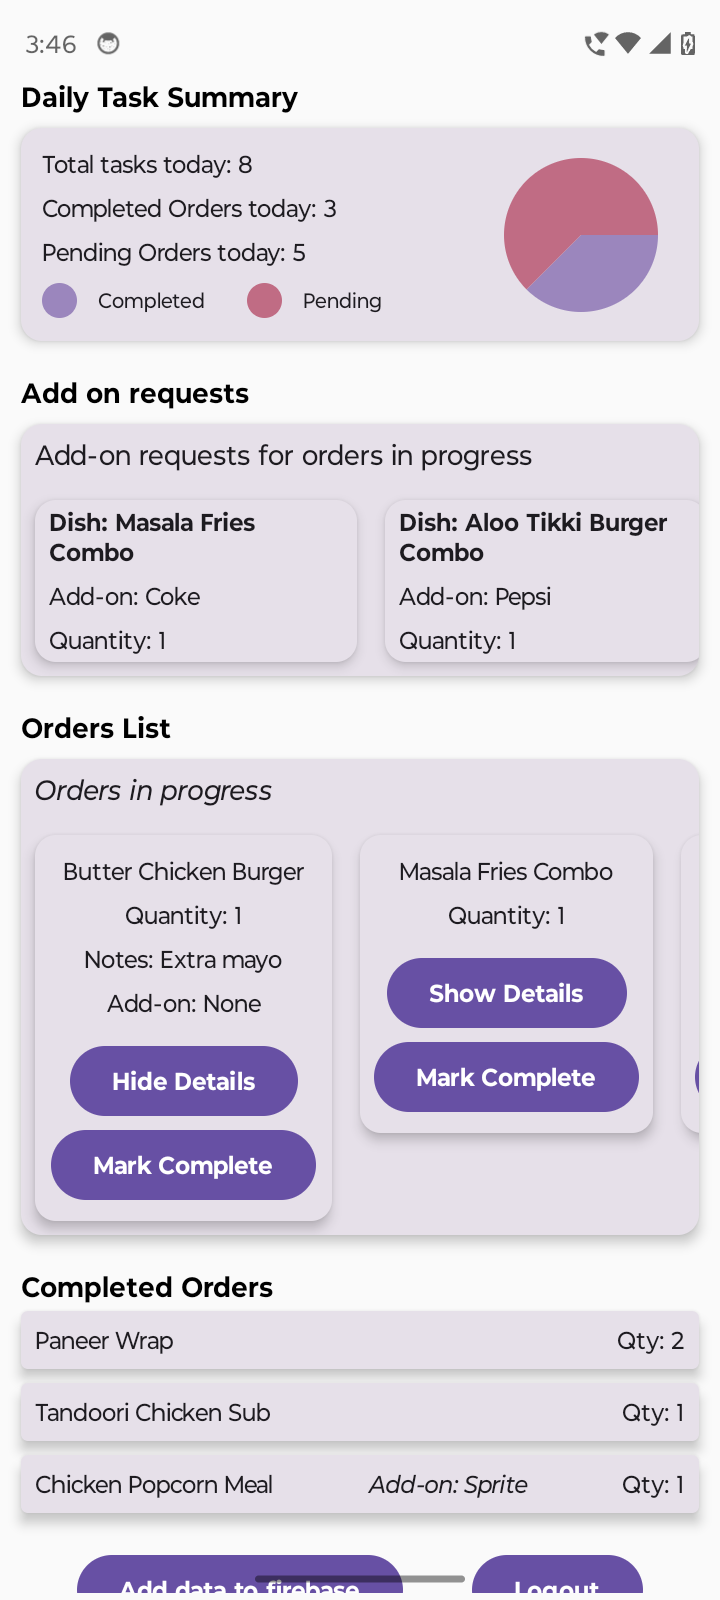 3:46
Daily Task Summary
Total tasks today: 8
Completed Orders today: 3
Pending Orders today: 5
Completed
Pending
Add on requests
Add-on requests for orders in progress
Dish: Masala Fries
Combo
Add-on: Coke
Quantity: 1
Dish: Aloo Tikki Burger
Combo
Add-on: Pepsi
Quantity: 1
Orders List
Orders in progress
Butter Chicken Burger
Quantity: 1
Notes: Extra mayo
Add-on: None
Hide Details
Mark Complete
Masala Fries Combo
Quantity: 1
Show Details
Mark Complete
Completed Orders
Paneer Wrap Qty: 2
Tandoori Chicken Sub Qty: 1
Chicken Popcorn Meal Add-on: Sprite Qty: 1
Add data to firebase
Logout